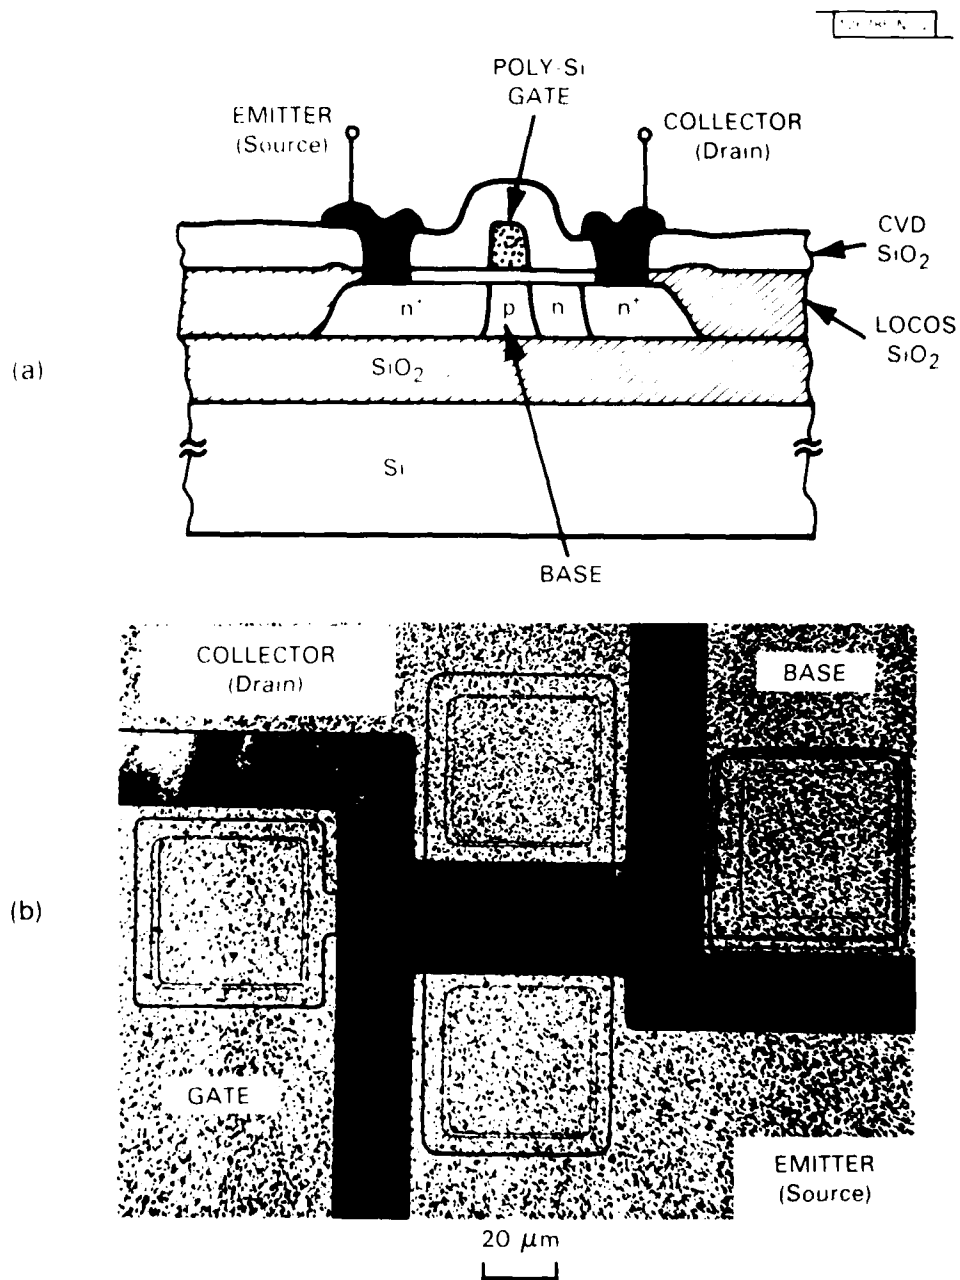 POLY-Si
GATE
EMITTER
(Source)
COLLECTOR
(Drain)
CVD
SiO2
LOCOS
SiO2
n+
p
n
n+
SiO2
(a)
Si
BASE
COLLECTOR
(Drain)
BASE
(b)
GATE
EMITTER
(Source)
20 μm